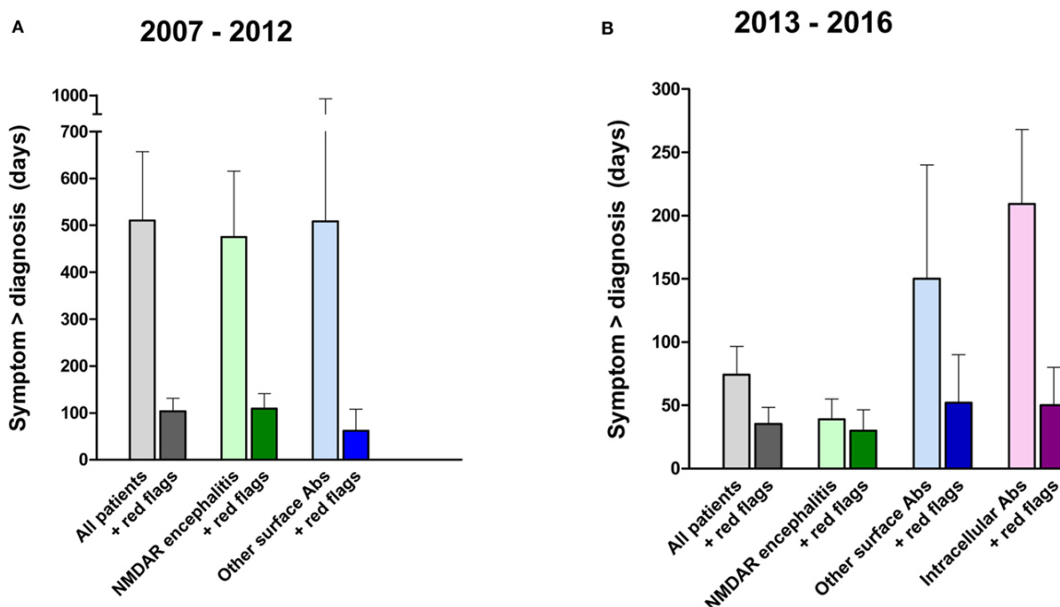 A
2007 - 2012
Symptom > diagnosis (days)
1000
700
600
500
400
300
200
100
0
All patients
+ red flags
NMDAR encephalitis
+ red flags
Other surface Abs
+ red flags
B
2013 - 2016
Symptom > diagnosis (days)
300
250
200
150
100
50
0
All patients
+ red flags
NMDAR encephalitis
+ red flags
Other surface Abs
+ red flags
Intracellular Abs
+ red flags